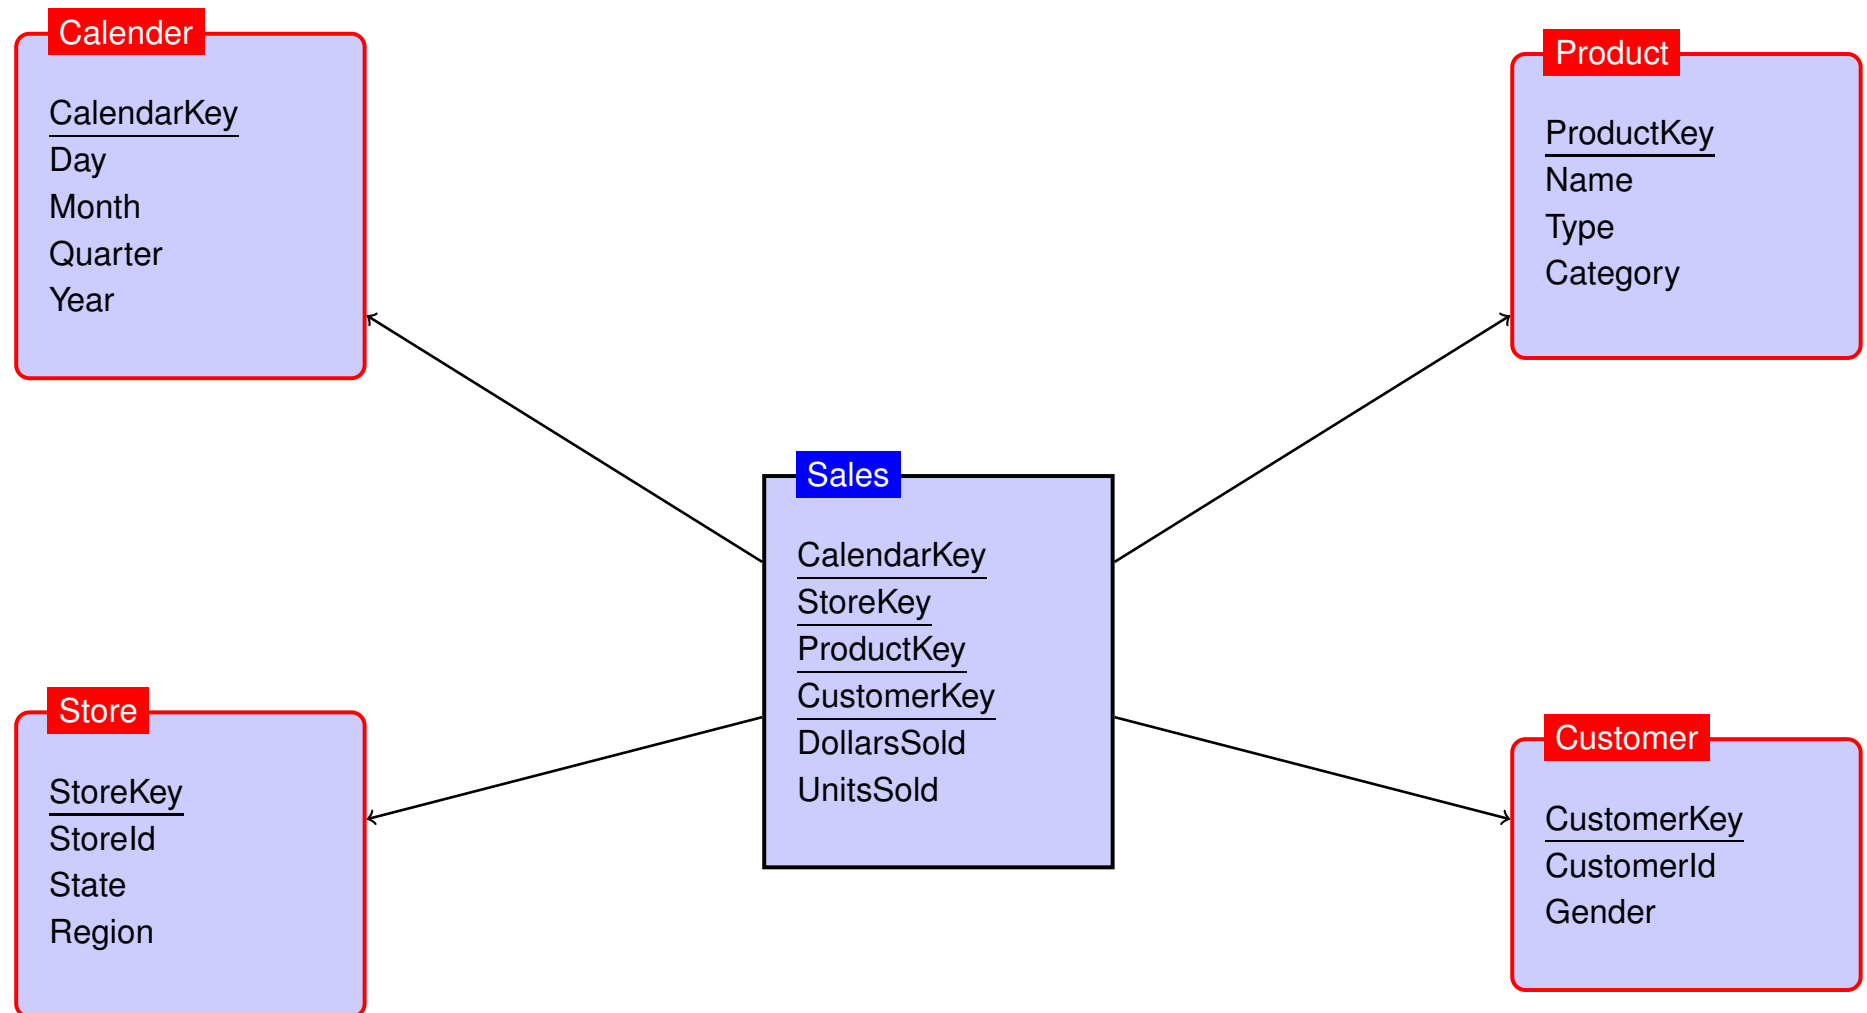 Calender
CalendarKey
Day
Month
Quarter
Year
Product
ProductKey
Name
Type
Category
Sales
CalendarKey
StoreKey
ProductKey
CustomerKey
DollarsSold
UnitsSold
Store
StoreKey
StoreId
State
Region
Customer
CustomerKey
CustomerId
Gender